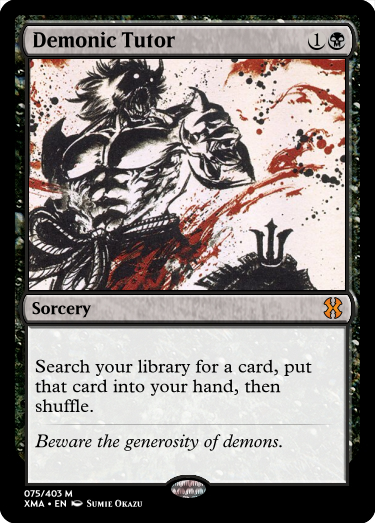 Demonic Tutor 1
Sorcery
Search your library for a card, put
that card into your hand, then
shuffle.
Beware the generosity of demons.
075/403 M
XMA • EN Sumie Okazu